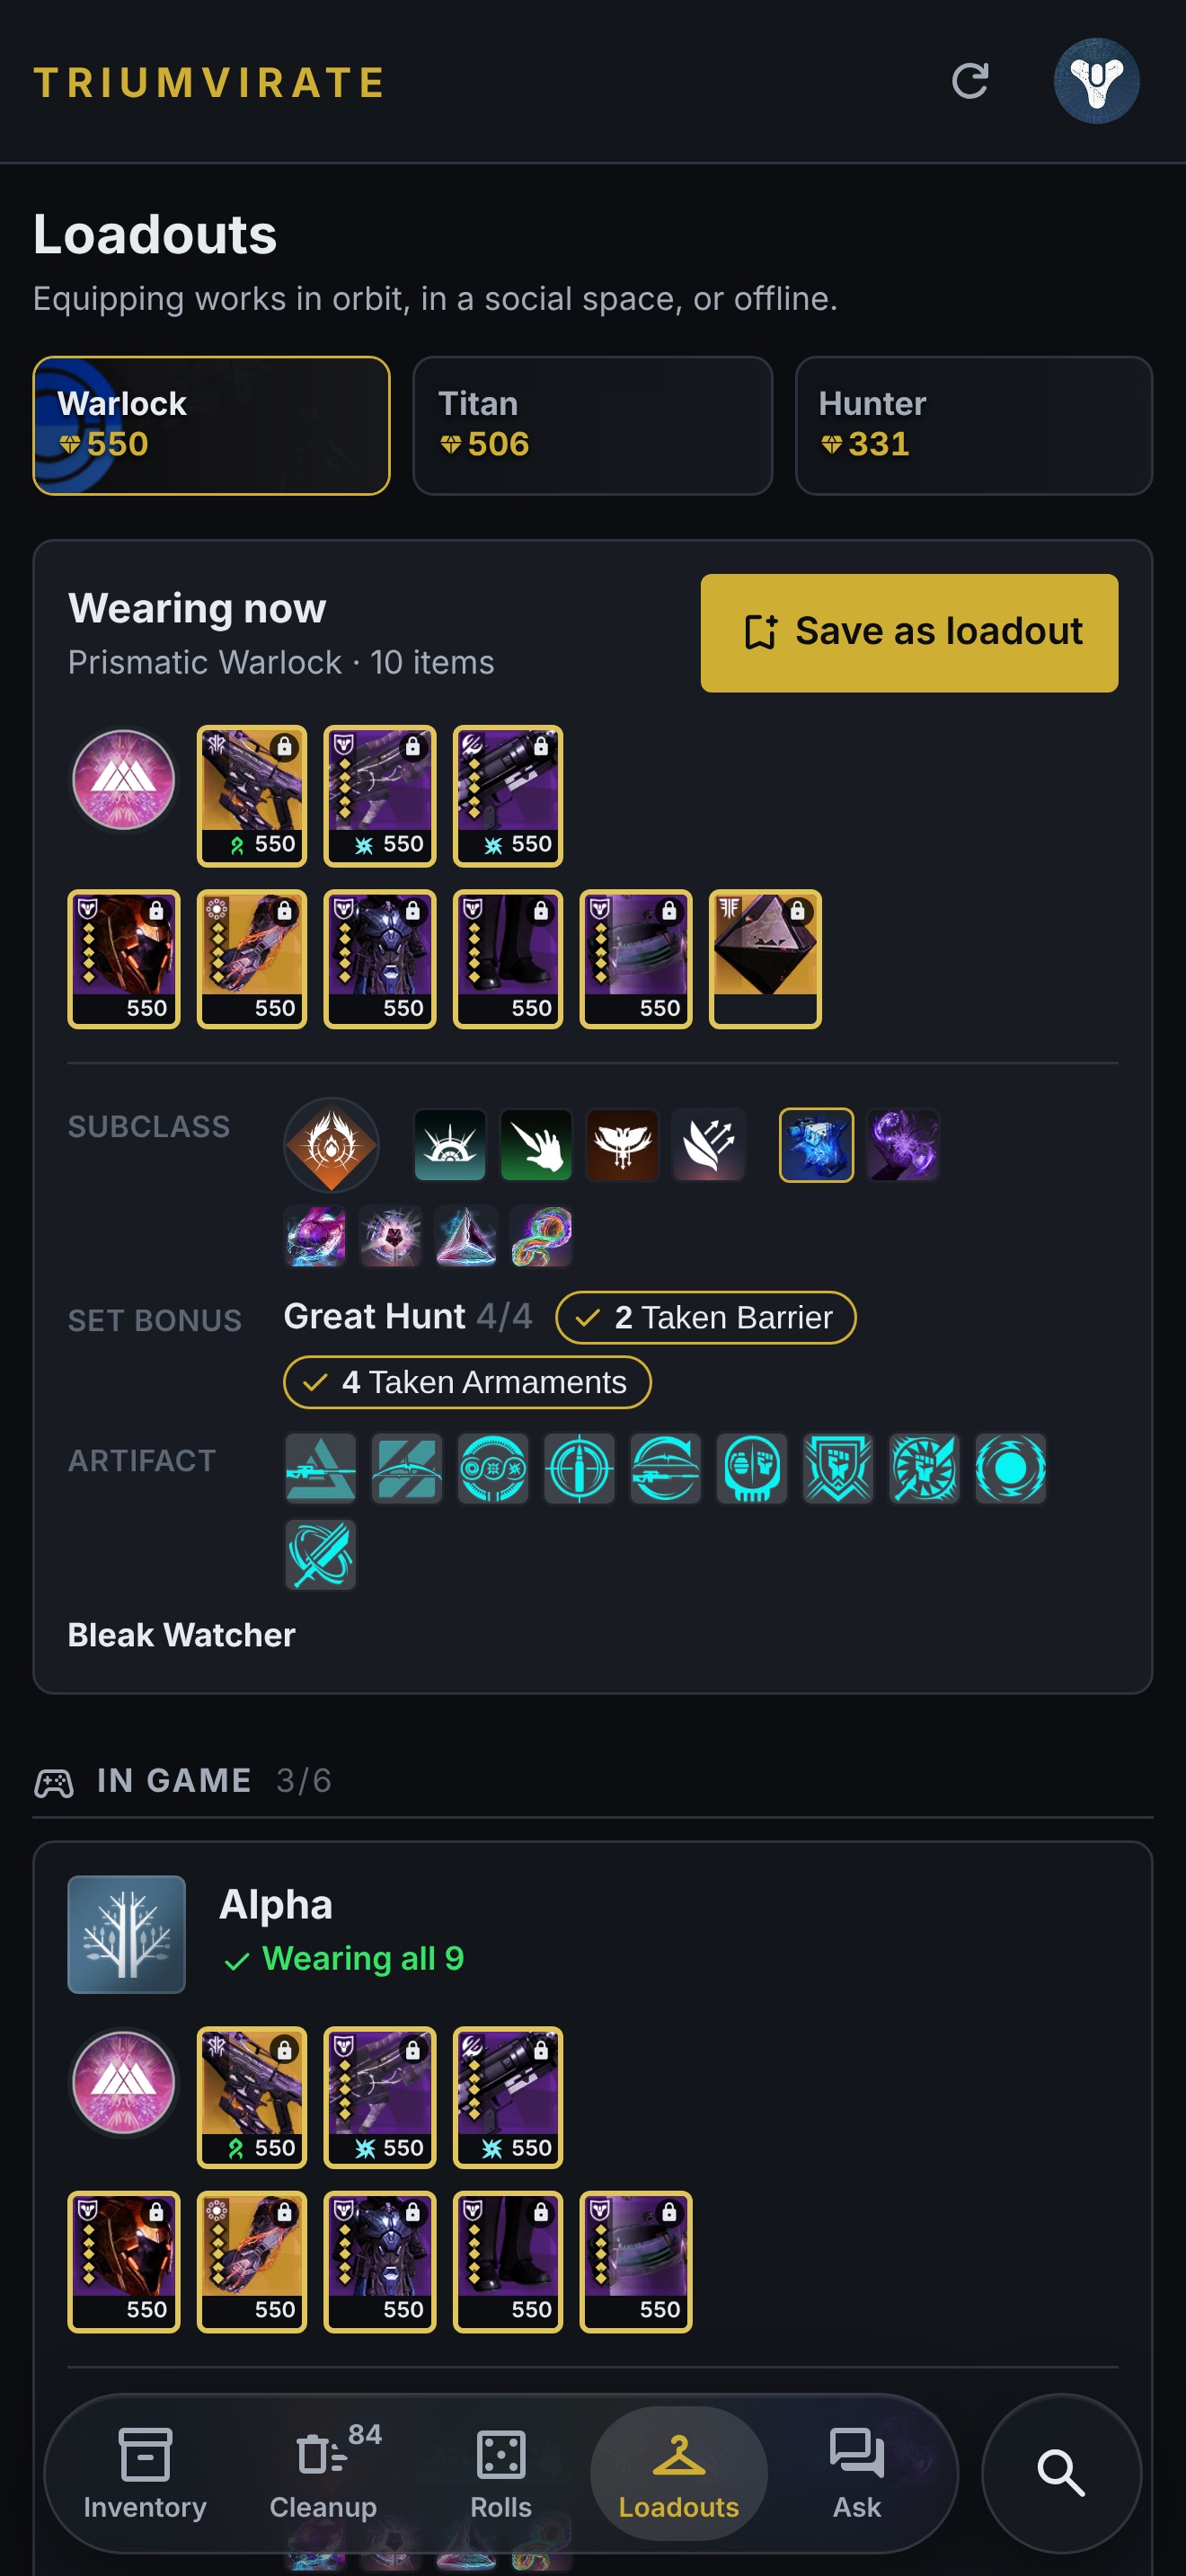 TRIUMVIRATE
Loadouts
Equipping works in orbit, in a social space, or offline.
Warlock
550
Titan
506
Hunter
331
Wearing now
Prismatic Warlock · 10 items
Save as loadout
550 550 550
550 550 550 550 550
SUBCLASS
SET BONUS
Great Hunt 4/4
2 Taken Barrier
4 Taken Armaments
ARTIFACT
Bleak Watcher
IN GAME 3/6
Alpha
Wearing all 9
550 550 550
550 550 550 550 550
Inventory
84
Cleanup
Rolls
Loadouts
Ask